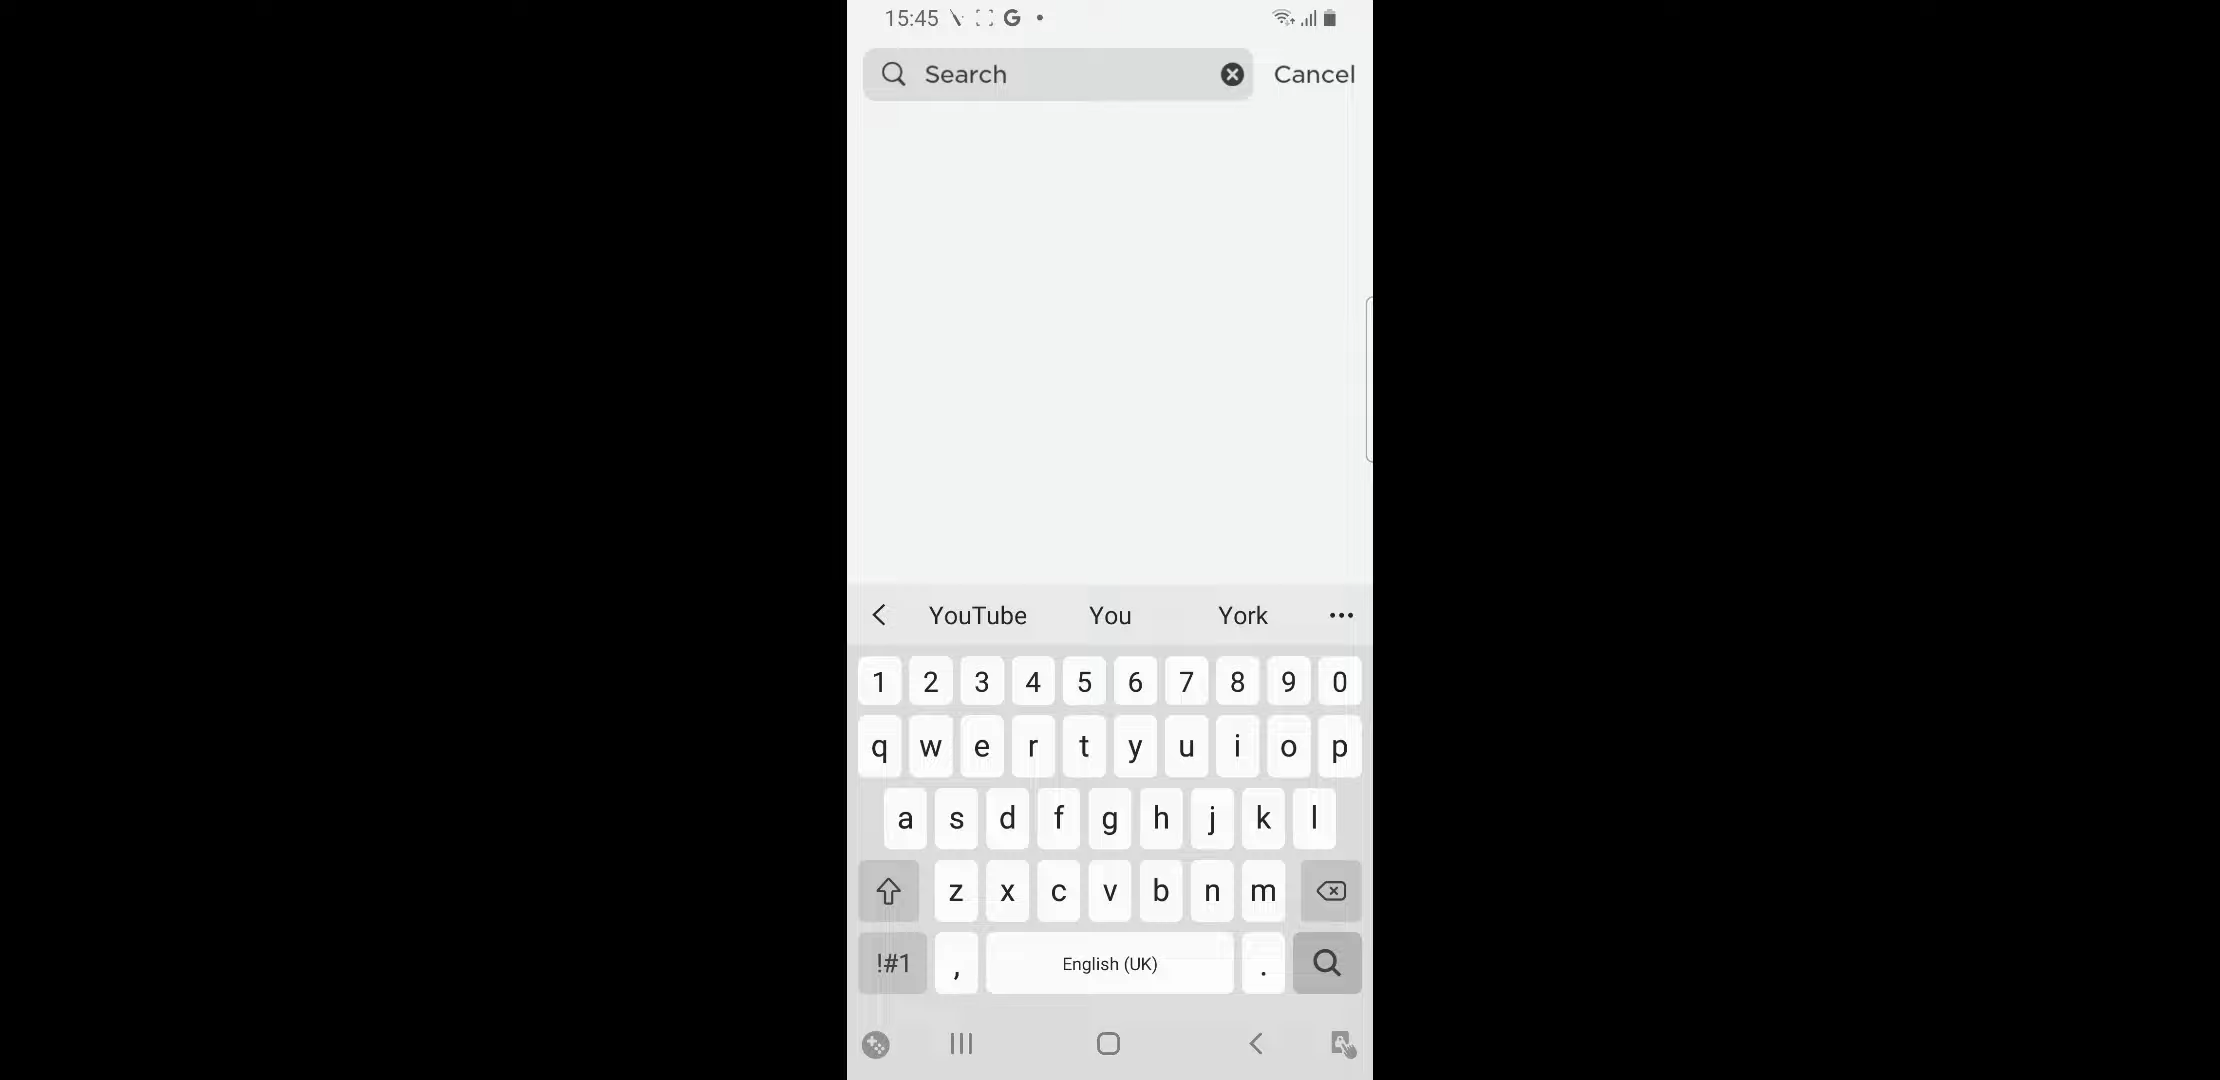 15:45 G
Search Cancel
YouTube You York
1 2 3 4 5 6 7 8 9 0
q w e r t y u i o p
a s d f g h j k l
z x c v b n m
!#1 , English (UK) .